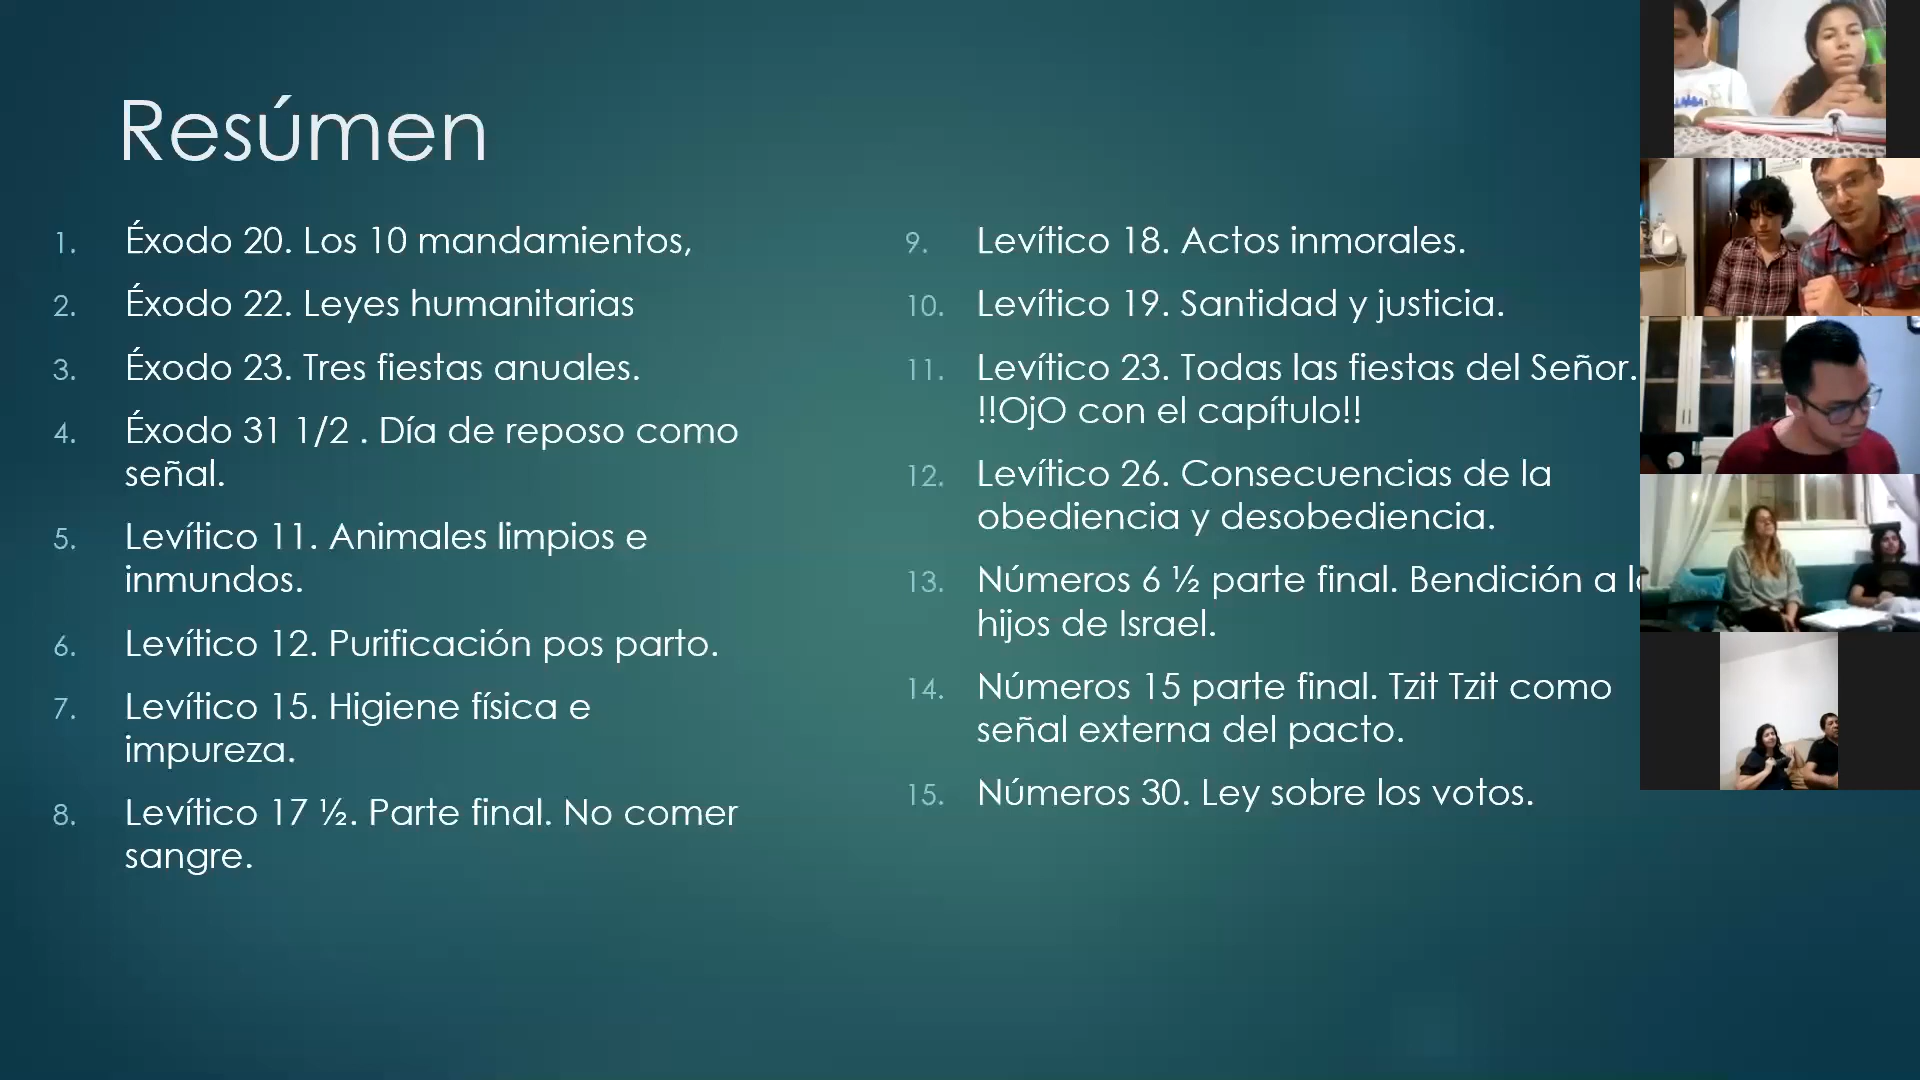 Resúmen
1. Éxodo 20. Los 10 mandamientos,
2. Éxodo 22. Leyes humanitarias
3. Éxodo 23. Tres fiestas anuales.
4. Éxodo 31 1/2 . Día de reposo como
señal.
5. Levítico 11. Animales limpios e
inmundos.
6. Levítico 12. Purificación pos parto.
7. Levítico 15. Higiene física e
impureza.
8. Levítico 17 ½. Parte final. No comer
sangre.
9. Levítico 18. Actos inmorales.
10. Levítico 19. Santidad y justicia.
11. Levítico 23. Todas las fiestas del Señor.
!!OjO con el capítulo!!
12. Levítico 26. Consecuencias de la
obediencia y desobediencia.
13. Números 6 ½ parte final. Bendición a
hijos de Israel.
14. Números 15 parte final. Tzit Tzit como
señal externa del pacto.
15. Números 30. Ley sobre los votos.